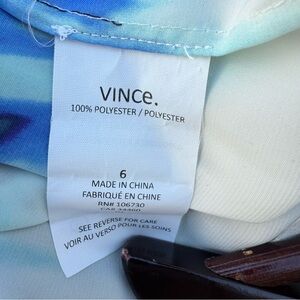 VINCE.
100% POLYESTER / POLYESTER
6
MADE IN CHINA
FABRIQUÉ EN CHINE
RN# 106730
SEE REVERSE FOR CARE
VOIR AU VERSO POUR LES SOINS